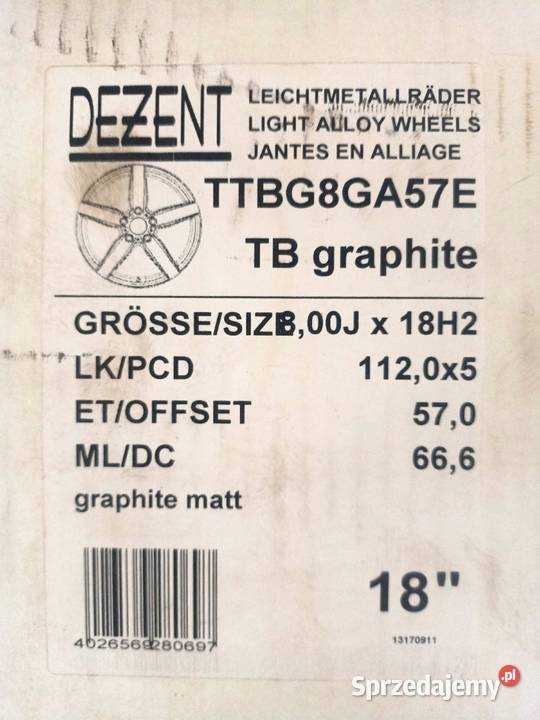 DEZENT
LEICHTMETALLRÄDER
LIGHT ALLOY WHEELS
JANTES EN ALLIAGE
TTBG8GA57E
TB graphite
GRÖSSE/SIZE 8,00J x 18H2
LK/PCD 112,0x5
ET/OFFSET 57,0
ML/DC 66,6
graphite matt
18"
4026569280697
13170911
Sprzedajemy.pl